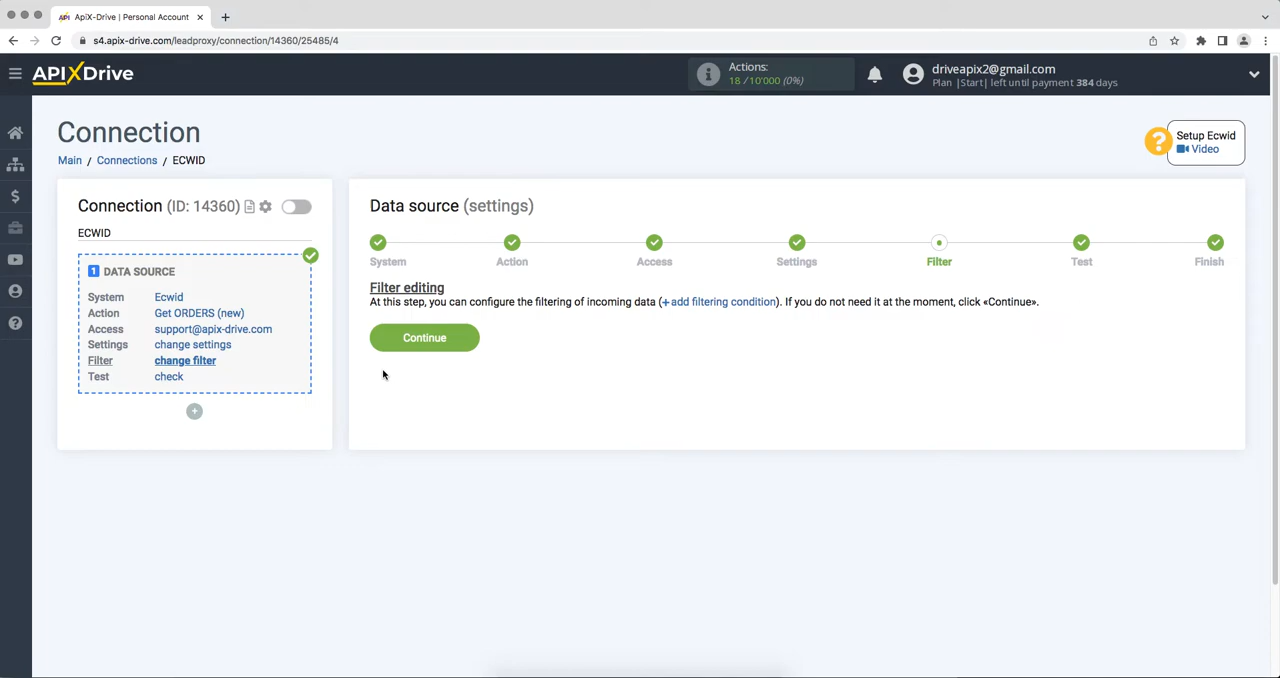 ApiX-Drive | Personal Account
s4.apix-drive.com/leadproxy/connection/14360/25485/4
APIXDrive
Actions:
18 / 10'000 (0%)
driveapix2@gmail.com
Plan |Start| left until payment 384 days
Connection
Main / Connections / ECWID
Setup Ecwid
Video
Connection (ID: 14360)
ECWID
1 DATA SOURCE
System Ecwid
Action Get ORDERS (new)
Access support@apix-drive.com
Settings change settings
Filter change filter
Test check
Data source (settings)
System Action Access Settings Filter Test Finish
Filter editing
At this step, you can configure the filtering of incoming data (+add filtering condition). If you do not need it at the moment, click «Continue».
Continue